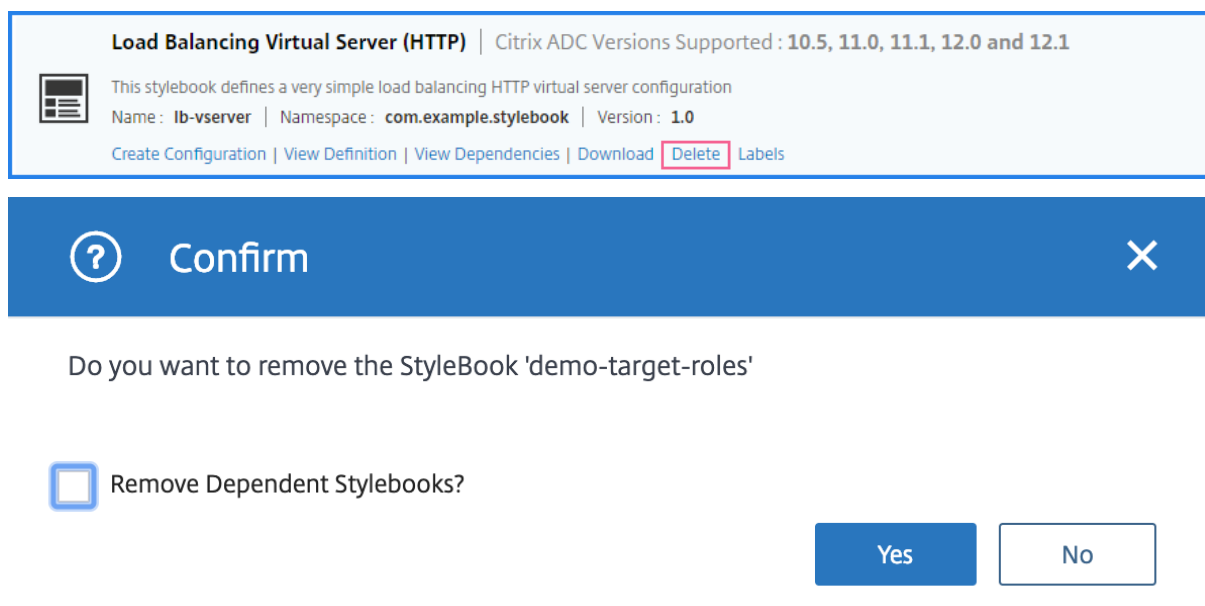 Load Balancing Virtual Server (HTTP) | Citrix ADC Versions Supported : 10.5, 11.0, 11.1, 12.0 and 12.1
This stylebook defines a very simple load balancing HTTP virtual server configuration
Name : lb-vserver | Namespace : com.example.stylebook | Version : 1.0
Create Configuration | View Definition | View Dependencies | Download Delete Labels
? Confirm
Do you want to remove the StyleBook 'demo-target-roles'
Remove Dependent Stylebooks?
Yes No